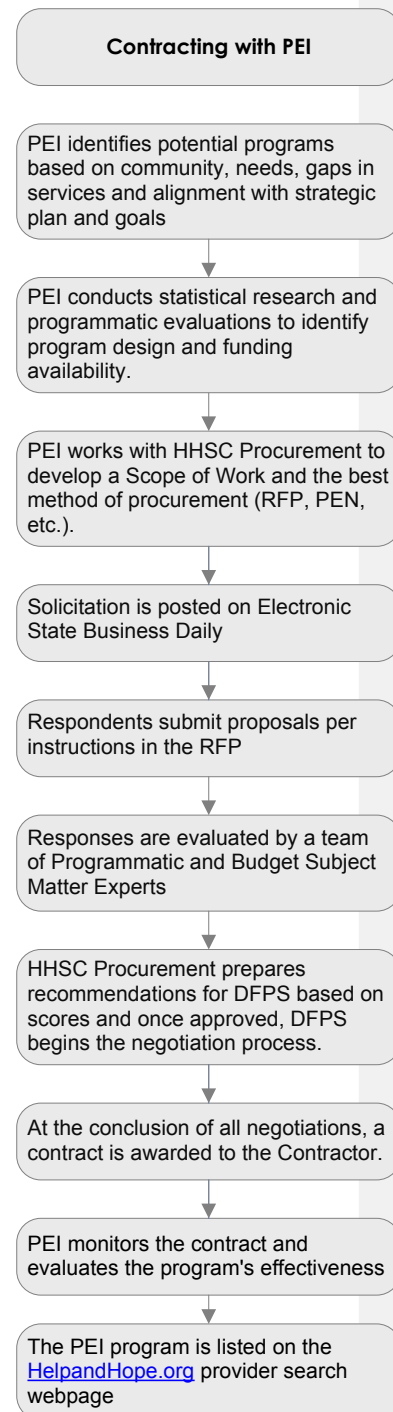 Contracting with PEI
PEI identifies potential programs
based on community, needs, gaps in
services and alignment with strategic
plan and goals
PEI conducts statistical research and
programmatic evaluations to identify
program design and funding
availability.
PEI works with HHSC Procurement to
develop a Scope of Work and the best
method of procurement (RFP, PEN,
etc.).
Solicitation is posted on Electronic
State Business Daily
Respondents submit proposals per
instructions in the RFP
Responses are evaluated by a team
of Programmatic and Budget Subject
Matter Experts
HHSC Procurement prepares
recommendations for DFPS based on
scores and once approved, DFPS
begins the negotiation process.
At the conclusion of all negotiations, a
contract is awarded to the Contractor.
PEI monitors the contract and
evaluates the program's effectiveness
The PEI program is listed on the
HelpandHope.org provider search
webpage